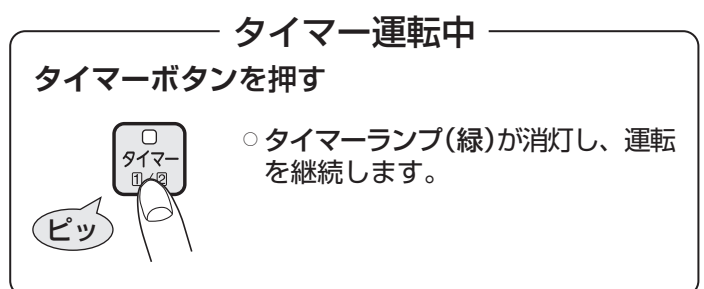 タイマー運転中
タイマーボタンを押す
タイマー
1/2
ピッ
○タイマーランプ(緑)が消灯し、運転
を継続します。